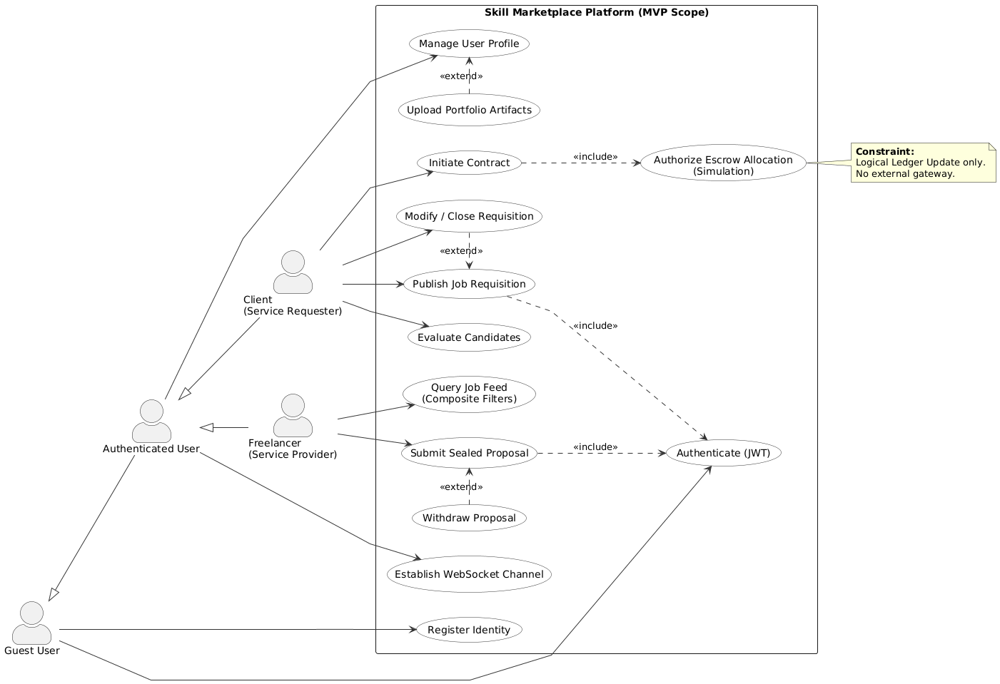 Skill Marketplace Platform (MVP Scope)
Manage User Profile
«extend»
Upload Portfolio Artifacts
Initiate Contract
«include»
Authorize Escrow Allocation
(Simulation)
Constraint:
Logical Ledger Update only.
No external gateway.
Modify / Close Requisition
«extend»
Publish Job Requisition
Client
(Service Requester)
«include»
Evaluate Candidates
Query Job Feed
(Composite Filters)
Freelancer
(Service Provider)
Authenticated User
Submit Sealed Proposal
«include»
Authenticate (JWT)
«extend»
Withdraw Proposal
Establish WebSocket Channel
Register Identity
Guest User